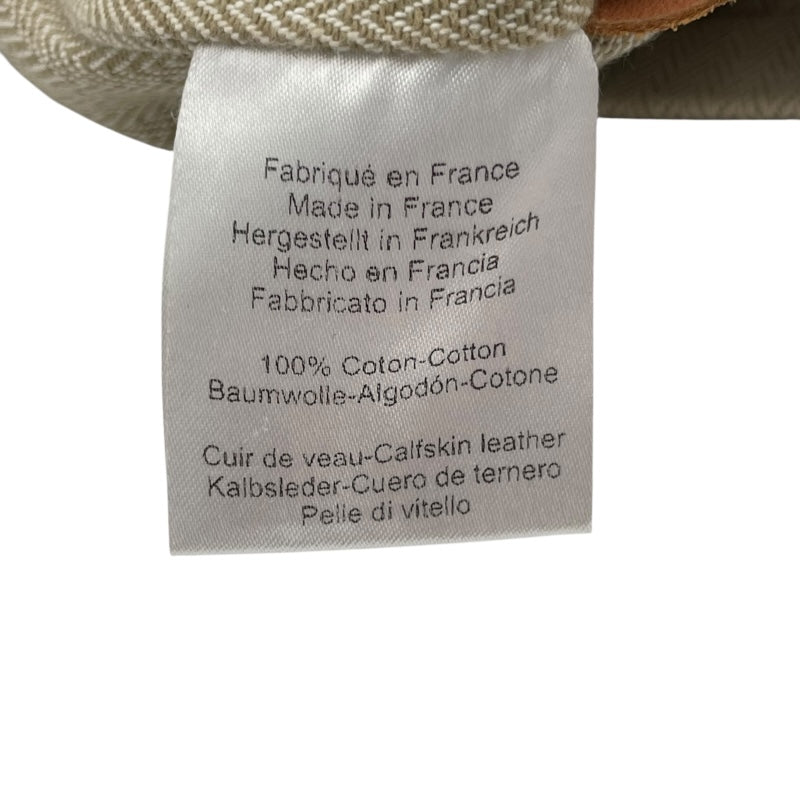 Fabriqué en France
Made in France
Hergestellt in Frankreich
Hecho en Francia
Fabbricato in Francia
100% Coton-Cotton
Baumwolle-Algodón-Cotone
Cuir de veau-Calfskin leather
Kalbsleder-Cuero de ternero
Pelle di vitello